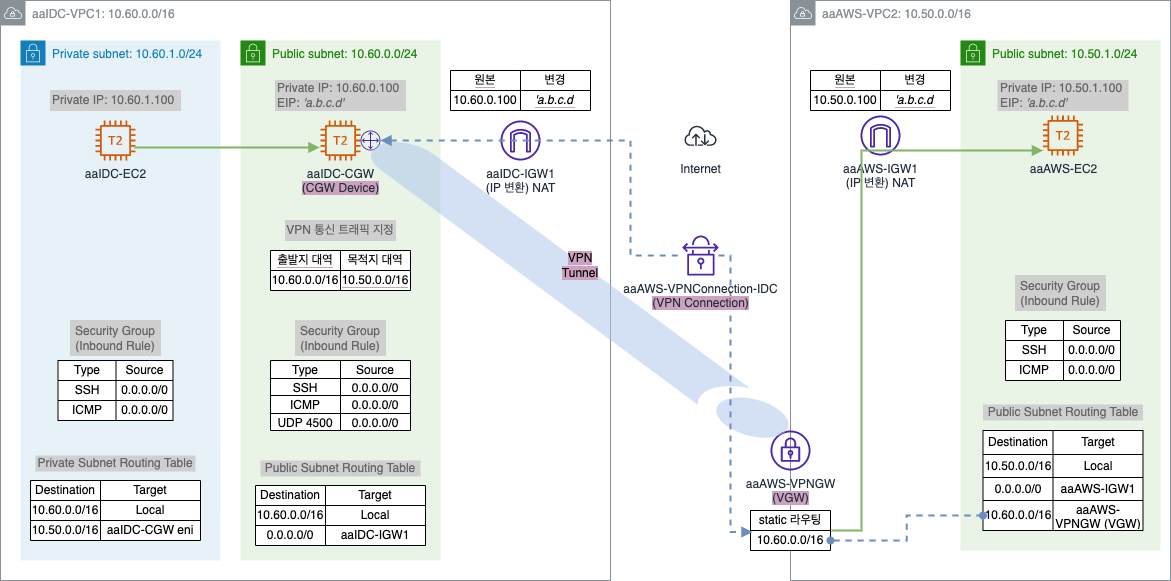 aaIDC-VPC1: 10.60.0.0/16
Private subnet: 10.60.1.0/24
Private IP: 10.60.1.100
T2
aaIDC-EC2
Security Group
(Inbound Rule)
Type Source
SSH 0.0.0.0/0
ICMP 0.0.0.0/0
Private Subnet Routing Table
Destination Target
10.60.0.0/16 Local
10.50.0.0/16 aaIDC-CGW eni
Public subnet: 10.60.0.0/24
Private IP: 10.60.0.100
EIP: 'a.b.c.d'
T2
aaIDC-CGW
(CGW Device)
VPN 통신 트래픽 지정
출발지 대역 목적지 대역
10.60.0.0/16 10.50.0.0/16
Security Group
(Inbound Rule)
Type Source
SSH 0.0.0.0/0
ICMP 0.0.0.0/0
UDP 4500 0.0.0.0/0
Public Subnet Routing Table
Destination Target
10.60.0.0/16 Local
0.0.0.0/0 aaIDC-IGW1
원본 변경
10.60.0.100 'a.b.c.d
aaIDC-IGW1
(IP 변환) NAT
VPN
Tunnel
Internet
aaAWS-VPNConnection-IDC
(VPN Connection)
aaAWS-VPC2: 10.50.0.0/16
원본 변경
10.50.0.100 'a.b.c.d
aaAWS-IGW1
(IP 변환) NAT
aaAWS-VPNGW
(VGW)
static 라우팅
10.60.0.0/16
Public subnet: 10.50.1.0/24
Private IP: 10.50.1.100
EIP: 'a.b.c.d'
T2
aaAWS-EC2
Security Group
(Inbound Rule)
Type Source
SSH 0.0.0.0/0
ICMP 0.0.0.0/0
Public Subnet Routing Table
Destination Target
10.50.0.0/16 Local
0.0.0.0/0 aaAWS-IGW1
10.60.0.0/16 aaAWS-
VPNGW (VGW)